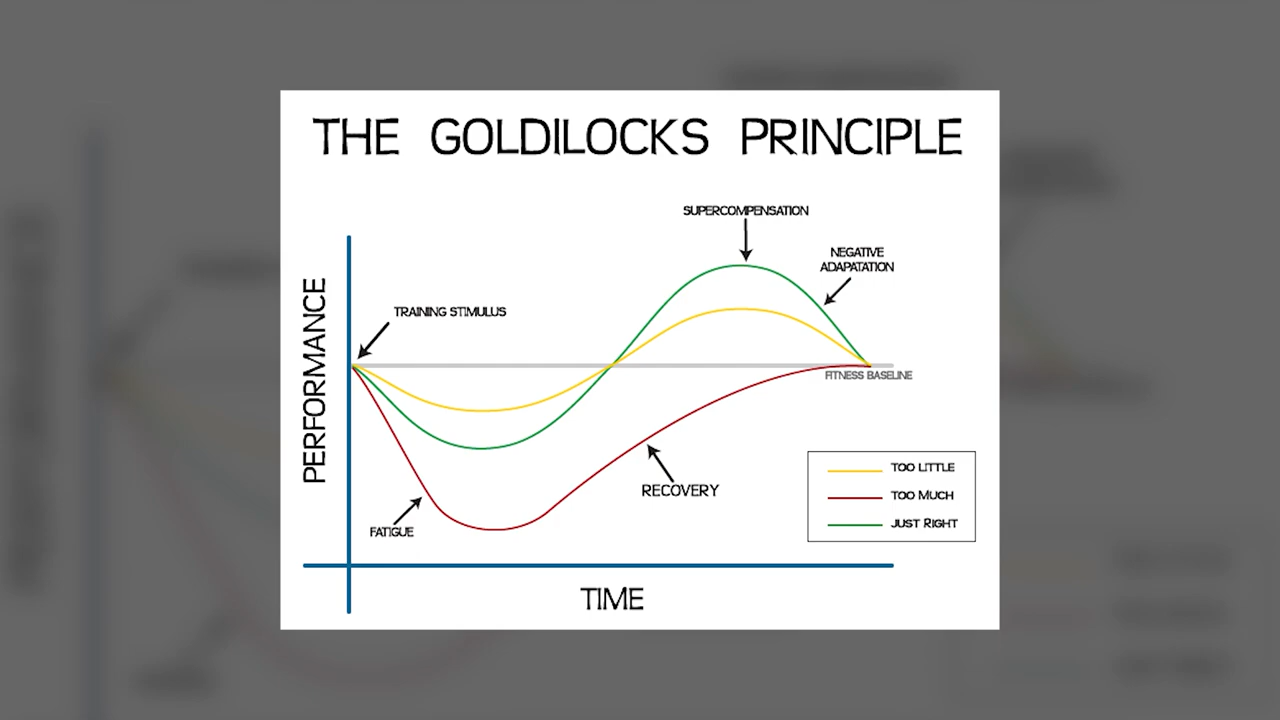 THE GOLDILOCKS PRINCIPLE
SUPERCOMPENSATION
NEGATIVE
ADAPATATION
TRAINING STIMULUS
PERFORMANCE
FITNESS BASELINE
TOO LITTLE
TOO MUCH
JUST RIGHT
RECOVERY
FATIGUE
TIME